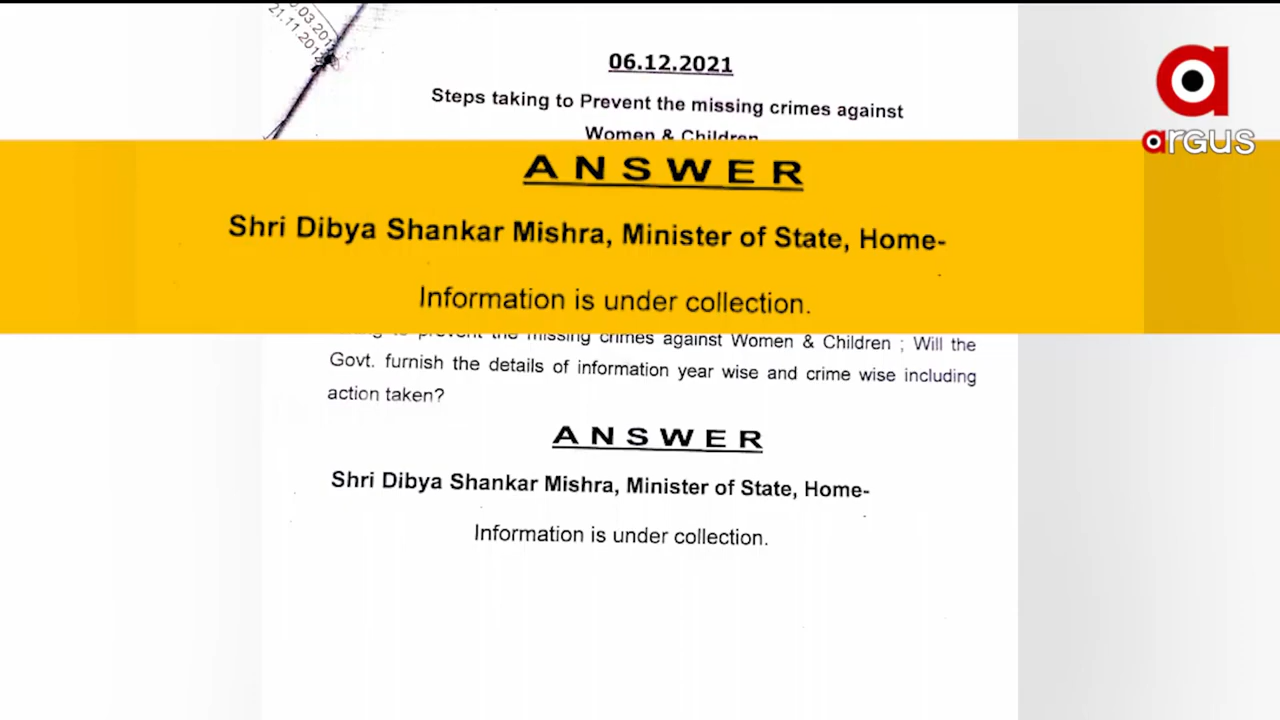 06.12.2021
Steps taking to Prevent the missing crimes against
Women & Children
argus
ANSWER
Shri Dibya Shankar Mishra, Minister of State, Home-
Information is under collection.
to prevent the missing crimes against Women & Children ; Will the
Govt. furnish the details of information year wise and crime wise including
action taken?
ANSWER
Shri Dibya Shankar Mishra, Minister of State, Home-
Information is under collection.